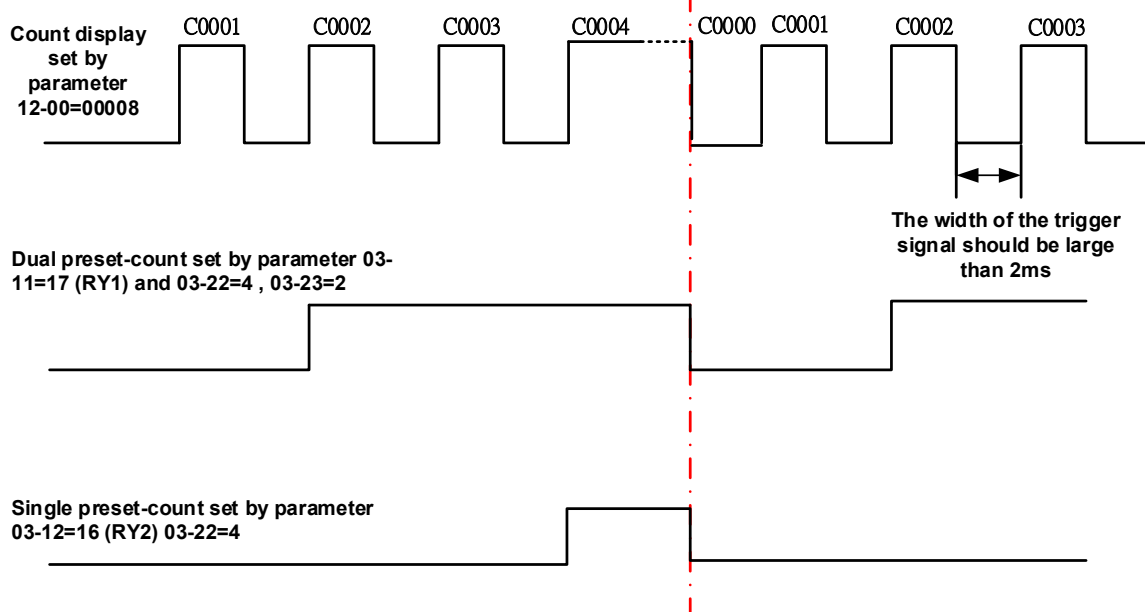 Count display
set by
parameter
12-00=00008
C0001 C0002 C0003 C0004 C0000 C0001 C0002 C0003
The width of the trigger
signal should be large
than 2ms
Dual preset-count set by parameter 03-
11=17 (RY1) and 03-22=4 , 03-23=2
Single preset-count set by parameter
03-12=16 (RY2) 03-22=4